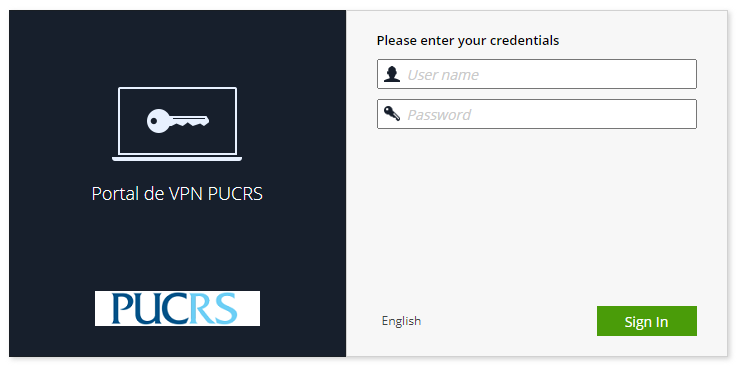 Portal de VPN PUCRS
PUCRS
Please enter your credentials
User name
Password
English
Sign In